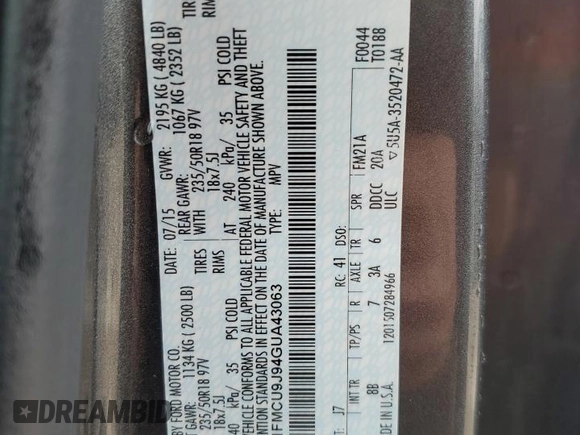 BY FORD MOTOR CO.
DATE: 07/15
GVWR: 2195 KG ( 4840 LB)
1134 KG ( 2500 LB)
REAR GAWR: 1067 KG ( 2352 LB)
235/50R18 97V
TIRES
WITH 235/50R18 97V
TIR
18x7.5J
RIMS
18x7.5J
RIM
240 kPa/ 35 PSI COLD
AT 240 kPa/ 35 PSI COLD
VEHICLE CONFORMS TO ALL APPLICABLE FEDERAL MOTOR VEHICLE SAFETY AND THEFT
STANDARDS IN EFFECT ON THE DATE OF MANUFACTURE SHOWN ABOVE.
FMCU9J94GUA43063
TYPE: MPV
F0044
T0188
J7
RC: 41 DSO:
FM21A
INT TR TP/PS R AXLE TR SPR
8B 7 3A 6 DDCC 20A
MADE IN U.S.A. 1201507284966 ULC ▽5U5A-3520472-AA
DREAMBID